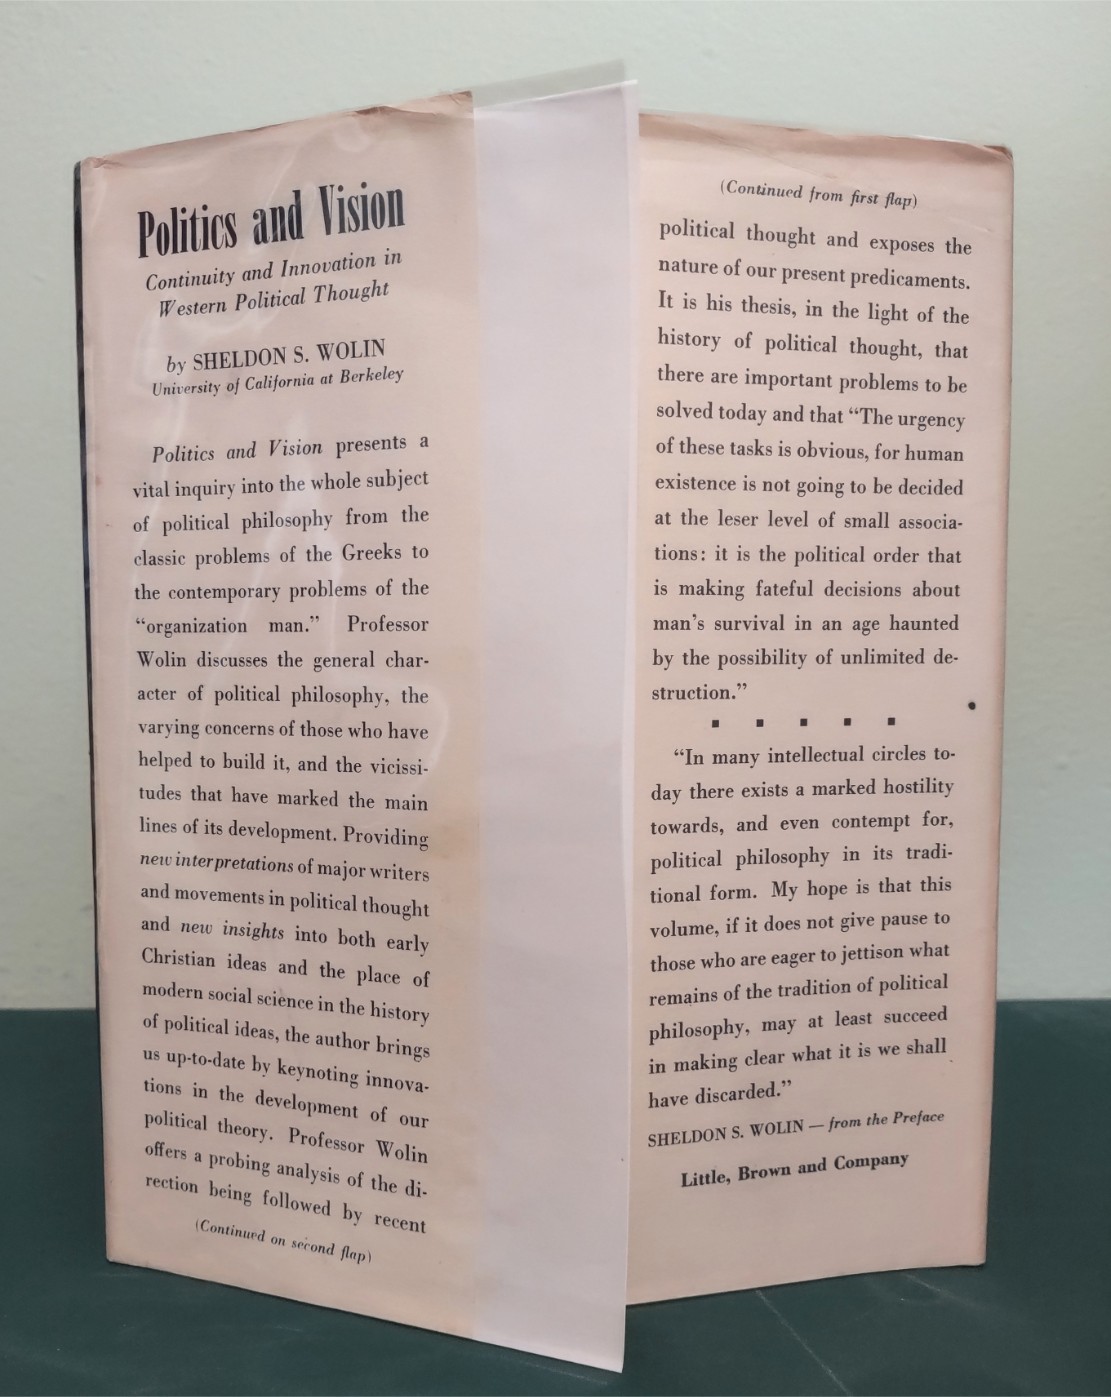 Politics and Vision
Continuity and Innovation in
Western Political Thought
by SHELDON S. WOLIN
University of California at Berkeley
Politics and Vision presents a
vital inquiry into the whole subject
of political philosophy from the
classic problems of the Greeks to
the contemporary problems of the
“organization man.” Professor
Wolin discusses the general char-
acter of political philosophy, the
varying concerns of those who have
helped to build it, and the vicissi-
tudes that have marked the main
lines of its development. Providing
new interpretations of major writers
and movements in political thought
and new insights into both early
Christian ideas and the place of
modern social science in the history
of political ideas, the author brings
us up-to-date by keynoting innova-
tions in the development of our
political theory. Professor Wolin
offers a probing analysis of the di-
rection being followed by recent
(Continued on second flap)
(Continued from first flap)
political thought and exposes the
nature of our present predicaments.
It is his thesis, in the light of the
history of political thought, that
there are important problems to be
solved today and that “The urgency
of these tasks is obvious, for human
existence is not going to be decided
at the leser level of small associa-
tions: it is the political order that
is making fateful decisions about
man’s survival in an age haunted
by the possibility of unlimited de-
struction.”
“In many intellectual circles to-
day there exists a marked hostility
towards, and even contempt for,
political philosophy in its tradi-
tional form. My hope is that this
volume, if it does not give pause to
those who are eager to jettison what
remains of the tradition of political
philosophy, may at least succeed
in making clear what it is we shall
have discarded.”
SHELDON S. WOLIN — from the Preface
Little, Brown and Company